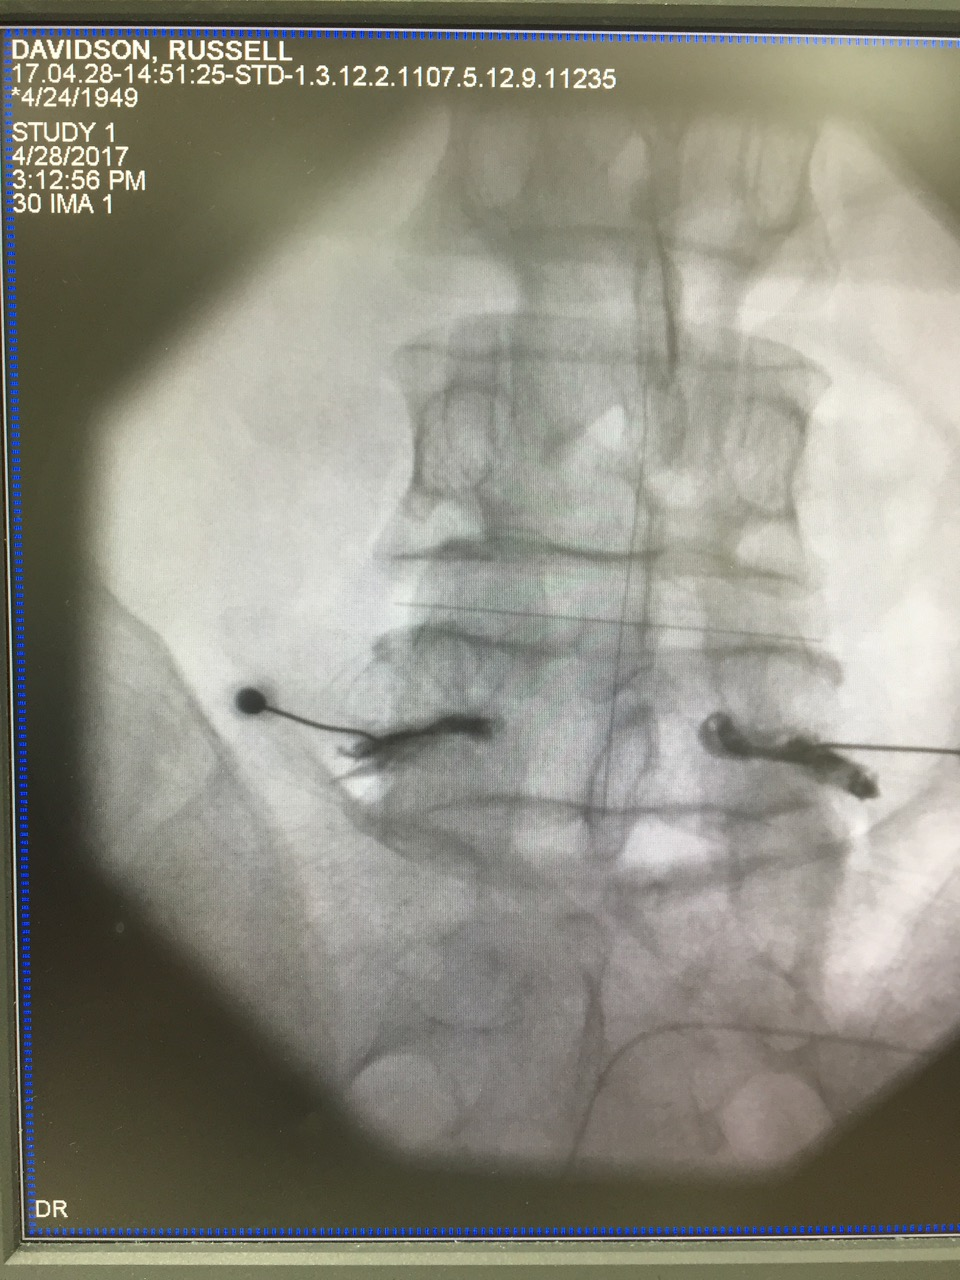 DAVIDSON, RUSSELL
17.04.28-14:51:25-STD-1.3.12.2.1107.5.12.9.11235
*4/24/1949
STUDY 1
4/28/2017
3:12:56 PM
30 IMA 1
DR